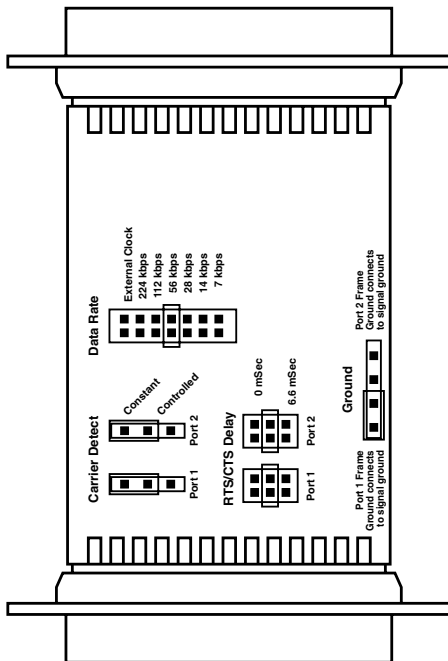 Data Rate
External Clock
224 kbps
112 kbps
56 kbps
28 kbps
14 kbps
7 kbps
Carrier Detect
Constant
Controlled
Port 1
Port 2
RTS/CTS Delay
0 mSec
6.6 mSec
Port 1
Port 2
Ground
Port 1 Frame
Ground connects
to signal ground
Port 2 Frame
Ground connects
to signal ground